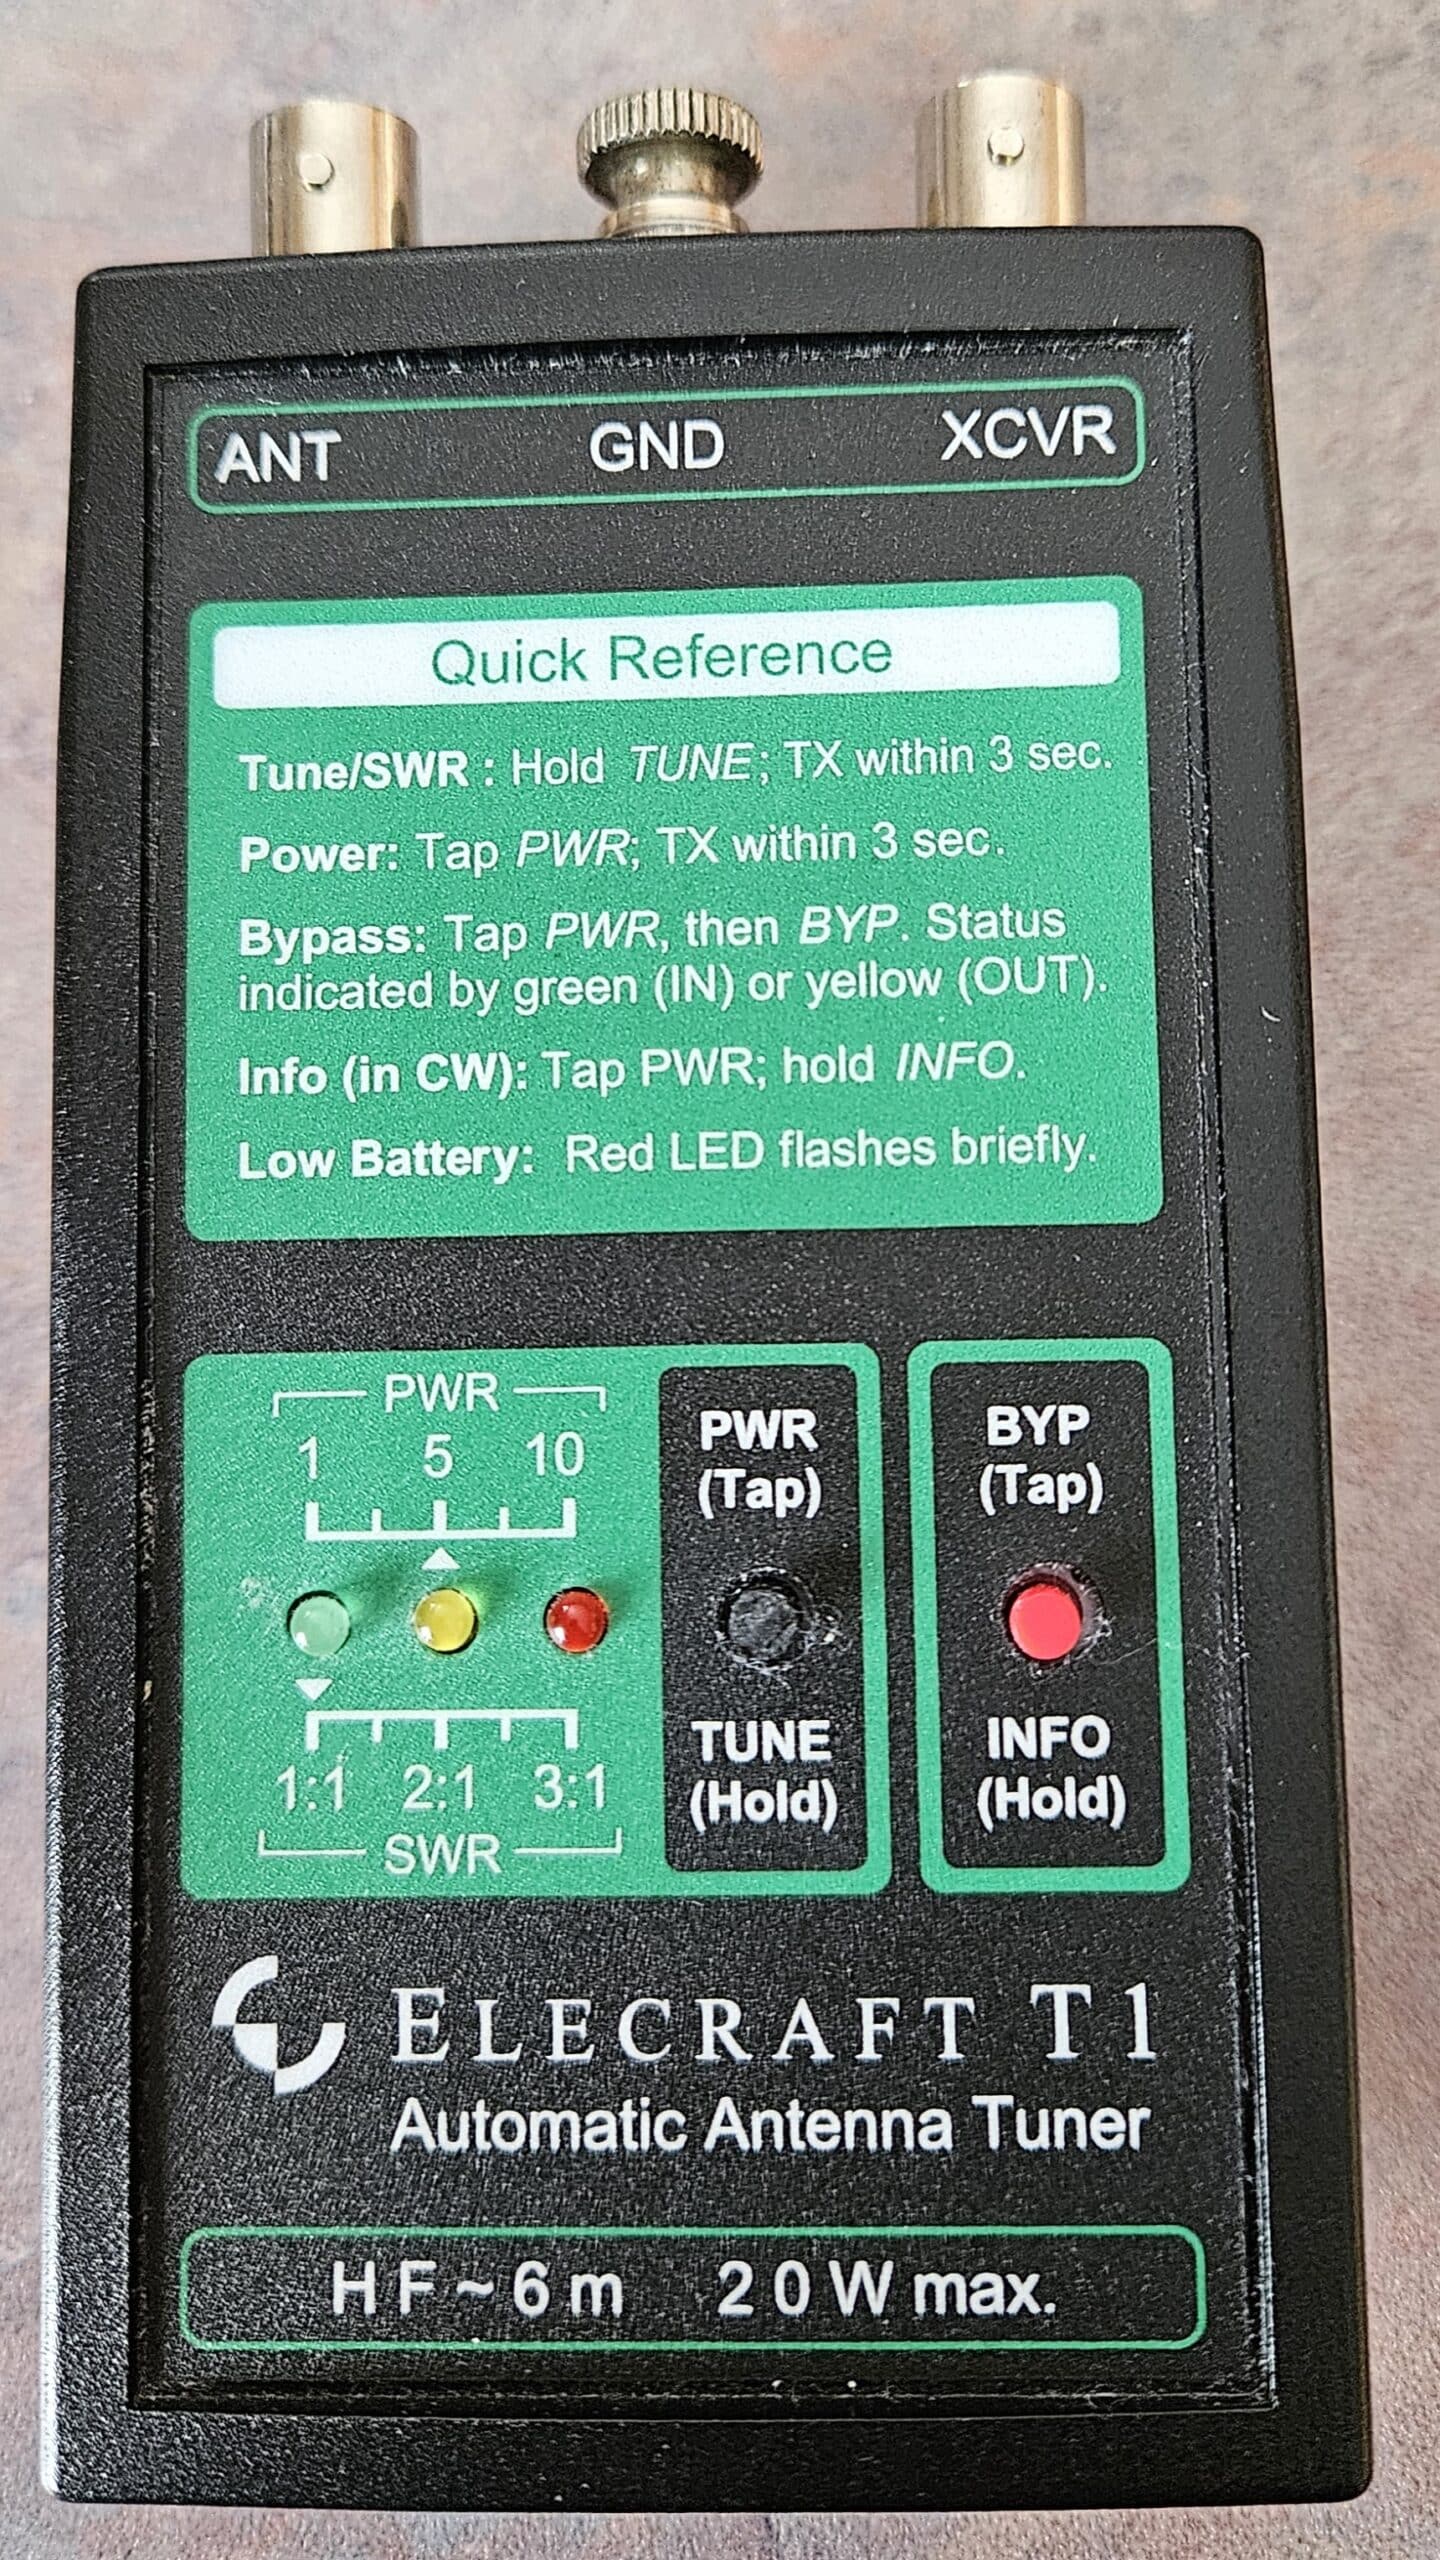 ANT GND XCVR
Quick Reference
Tune/SWR : Hold TUNE; TX within 3 sec.
Power: Tap PWR; TX within 3 sec.
Bypass: Tap PWR, then BYP. Status
indicated by green (IN) or yellow (OUT).
Info (in CW): Tap PWR; hold INFO.
Low Battery: Red LED flashes briefly.
PWR
1 5 10
1:1 2:1 3:1
SWR
PWR
(Tap)
TUNE
(Hold)
BYP
(Tap)
INFO
(Hold)
ELECRAFT T1
Automatic Antenna Tuner
HF~6m 20W max.